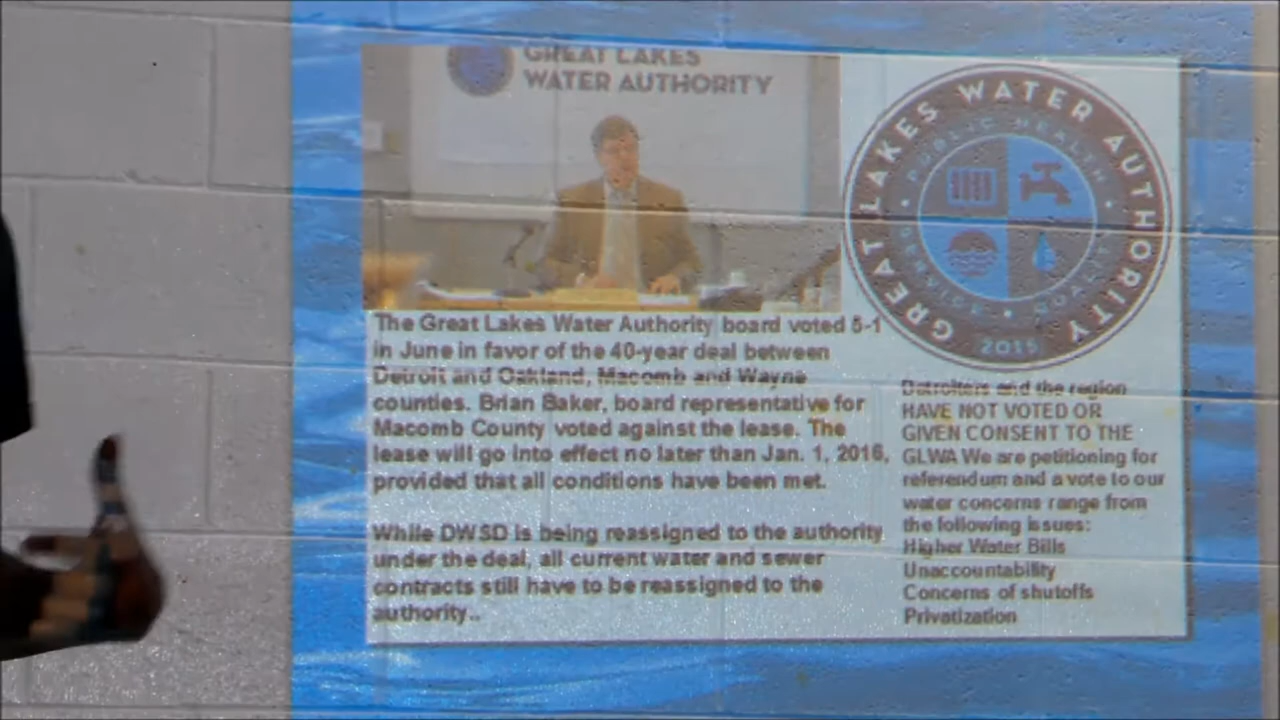 GREAT LAKES
WATER AUTHORITY
GREAT LAKES WATER AUTHORITY
PUBLIC HEALTH
SERVICE • QUALITY
2015
The Great Lakes Water Authority board voted 5-1
in June in favor of the 40-year deal between
Detroit and Oakland, Macomb and Wayne
counties. Brian Baker, board representative for
Macomb County voted against the lease. The
lease will go into effect no later than Jan. 1, 2016,
provided that all conditions have been met.
While DWSD is being reassigned to the authority
under the deal, all current water and sewer
contracts still have to be reassigned to the
authority..
Detroiters and the region
HAVE NOT VOTED OR
GIVEN CONSENT TO THE
GLWA We are petitioning for
referendum and a vote to our
water concerns range from
the following issues:
Higher Water Bills
Unaccountability
Concerns of shutoffs
Privatization